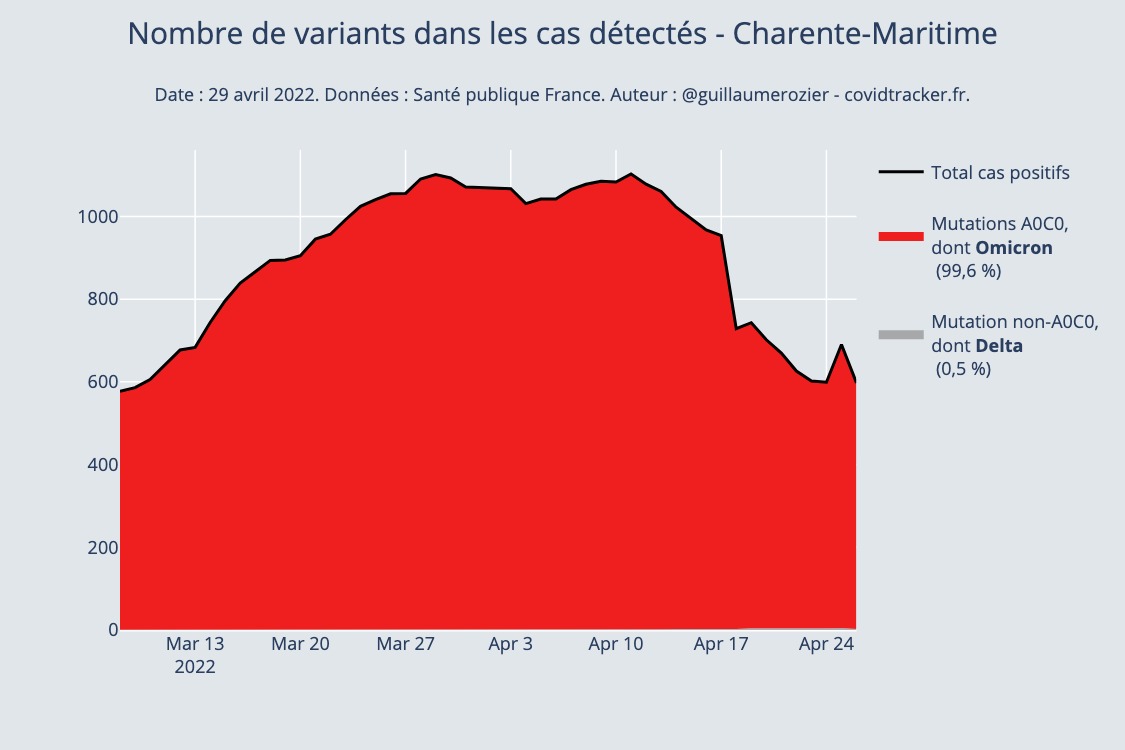 Nombre de variants dans les cas détectés - Charente-Maritime
Date : 29 avril 2022. Données : Santé publique France. Auteur : @guillaumerozier - covidtracker.fr.
Total cas positifs
Mutations A0C0,
dont Omicron
(99,6 %)
Mutation non-A0C0,
dont Delta
(0,5 %)
1000
800
600
400
200
0
Mar 13
2022
Mar 20
Mar 27
Apr 3
Apr 10
Apr 17
Apr 24